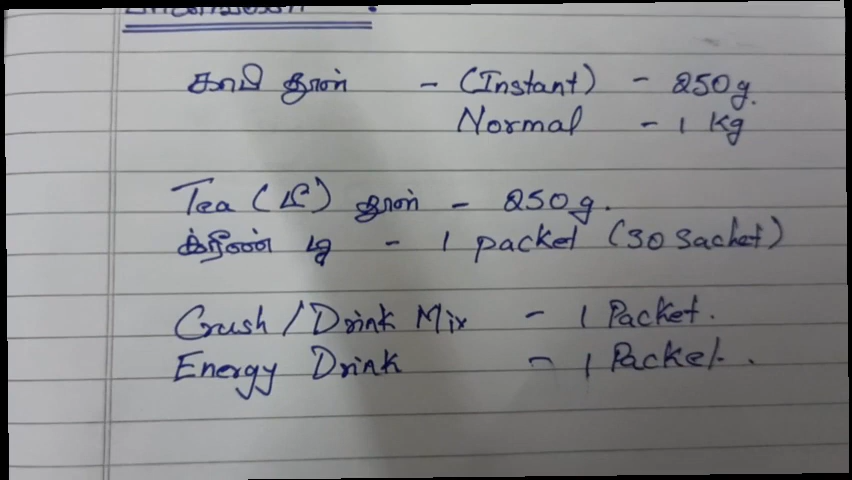 காபி தூள் - (Instant) - 250g.
Normal - 1 Kg
Tea (டீ) தூள் - 250g.
க்ரீண் டீ - 1 packet (30 Sachet)
Crush / Drink Mix - 1 Packet.
Energy Drink - 1 Packet.